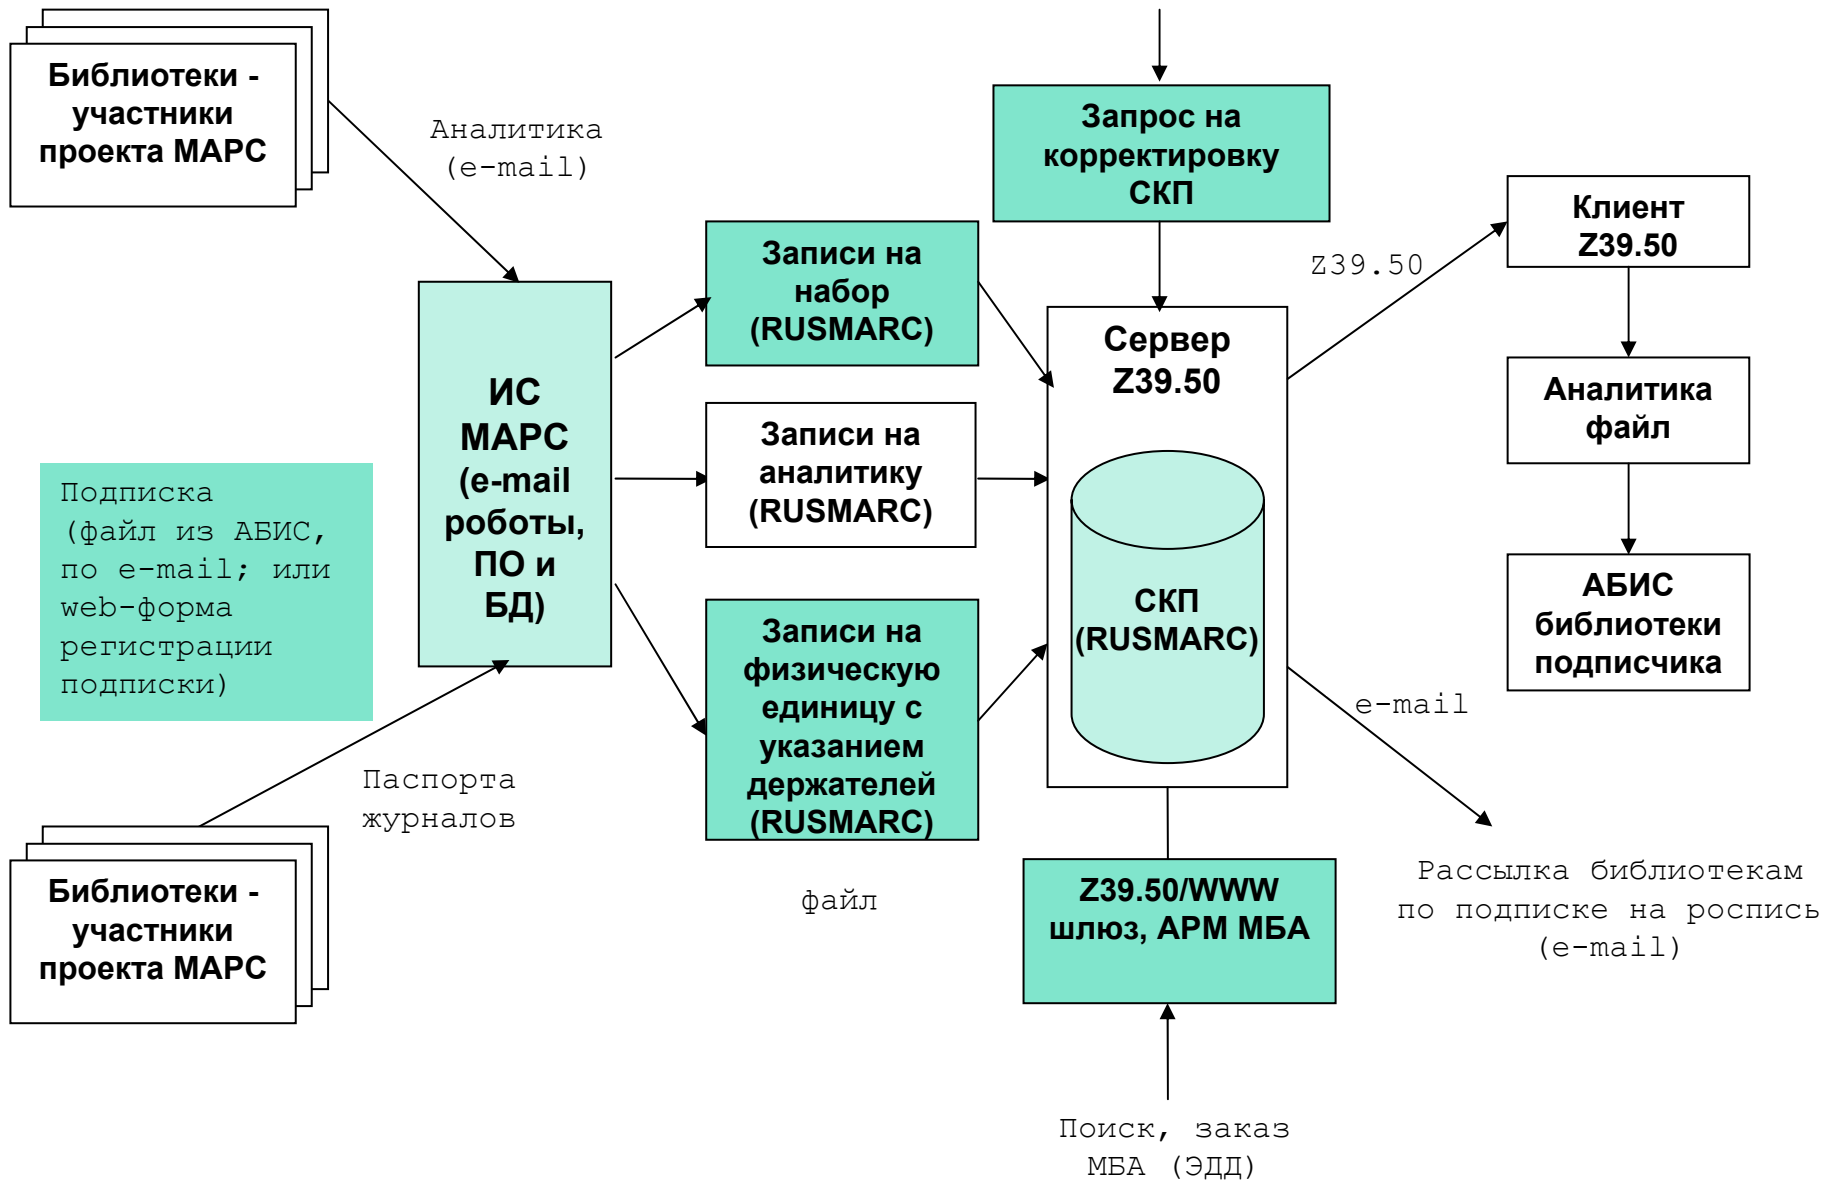 Библиотеки -
участники
проекта МАРС
Аналитика
(e-mail)
Запрос на
корректировку
СКП
Клиент
Z39.50
Z39.50
Записи на
набор
(RUSMARC)
Сервер
Z39.50
ИС
МАРС
(e-mail
роботы,
ПО и
БД)
Аналитика
файл
Записи на
аналитику
(RUSMARC)
Подписка
(файл из АБИС,
по e-mail; или
web-форма
регистрации
подписки)
СКП
(RUSMARC)
АБИС
библиотеки
подписчика
Записи на
физическую
единицу с
указанием
держателей
(RUSMARC)
e-mail
Паспорта
журналов
Библиотеки -
участники
проекта МАРС
файл
Z39.50/WWW
шлюз, АРМ МБА
Рассылка библиотекам
по подписке на роспись
(e-mail)
Поиск, заказ
МБА (ЭДД)